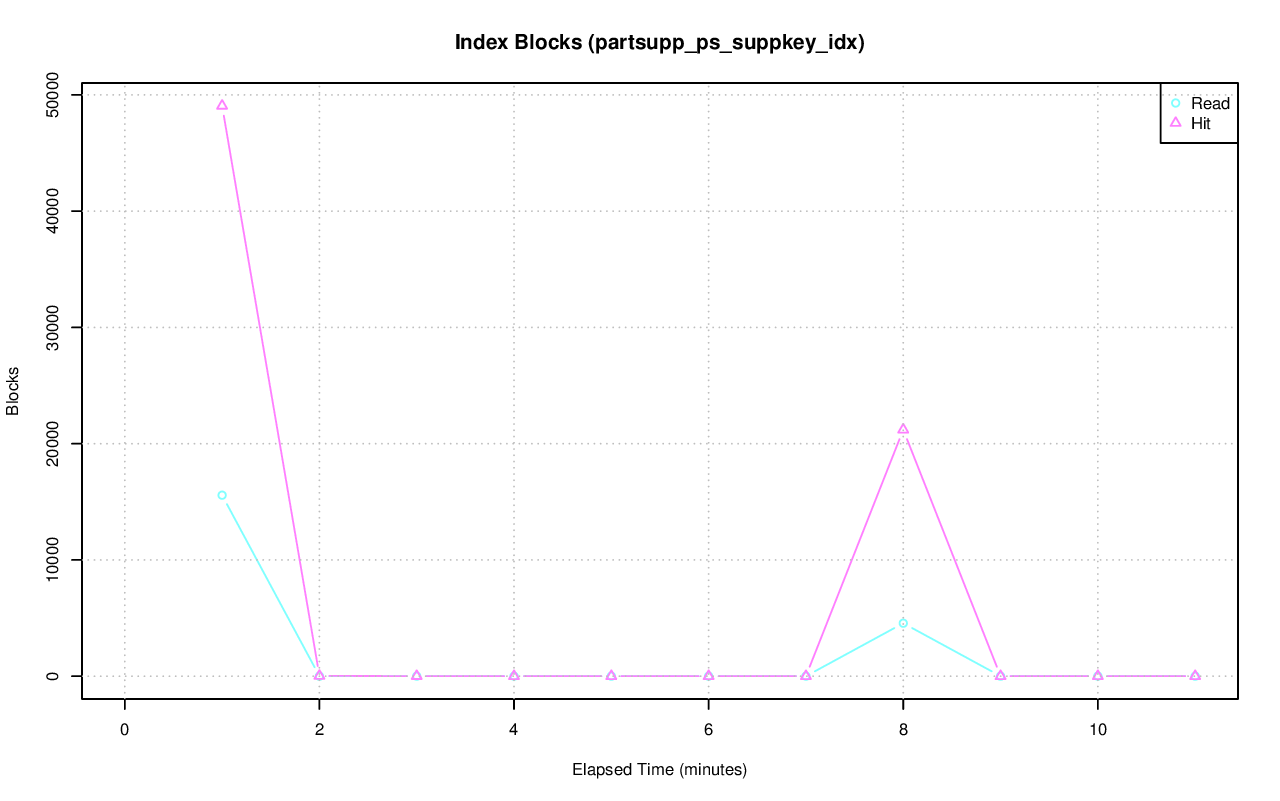 Index Blocks (partsupp_ps_suppkey_idx)
Read
Hit
50000
40000
30000
20000
10000
0
Blocks
0 2 4 6 8 10
Elapsed Time (minutes)